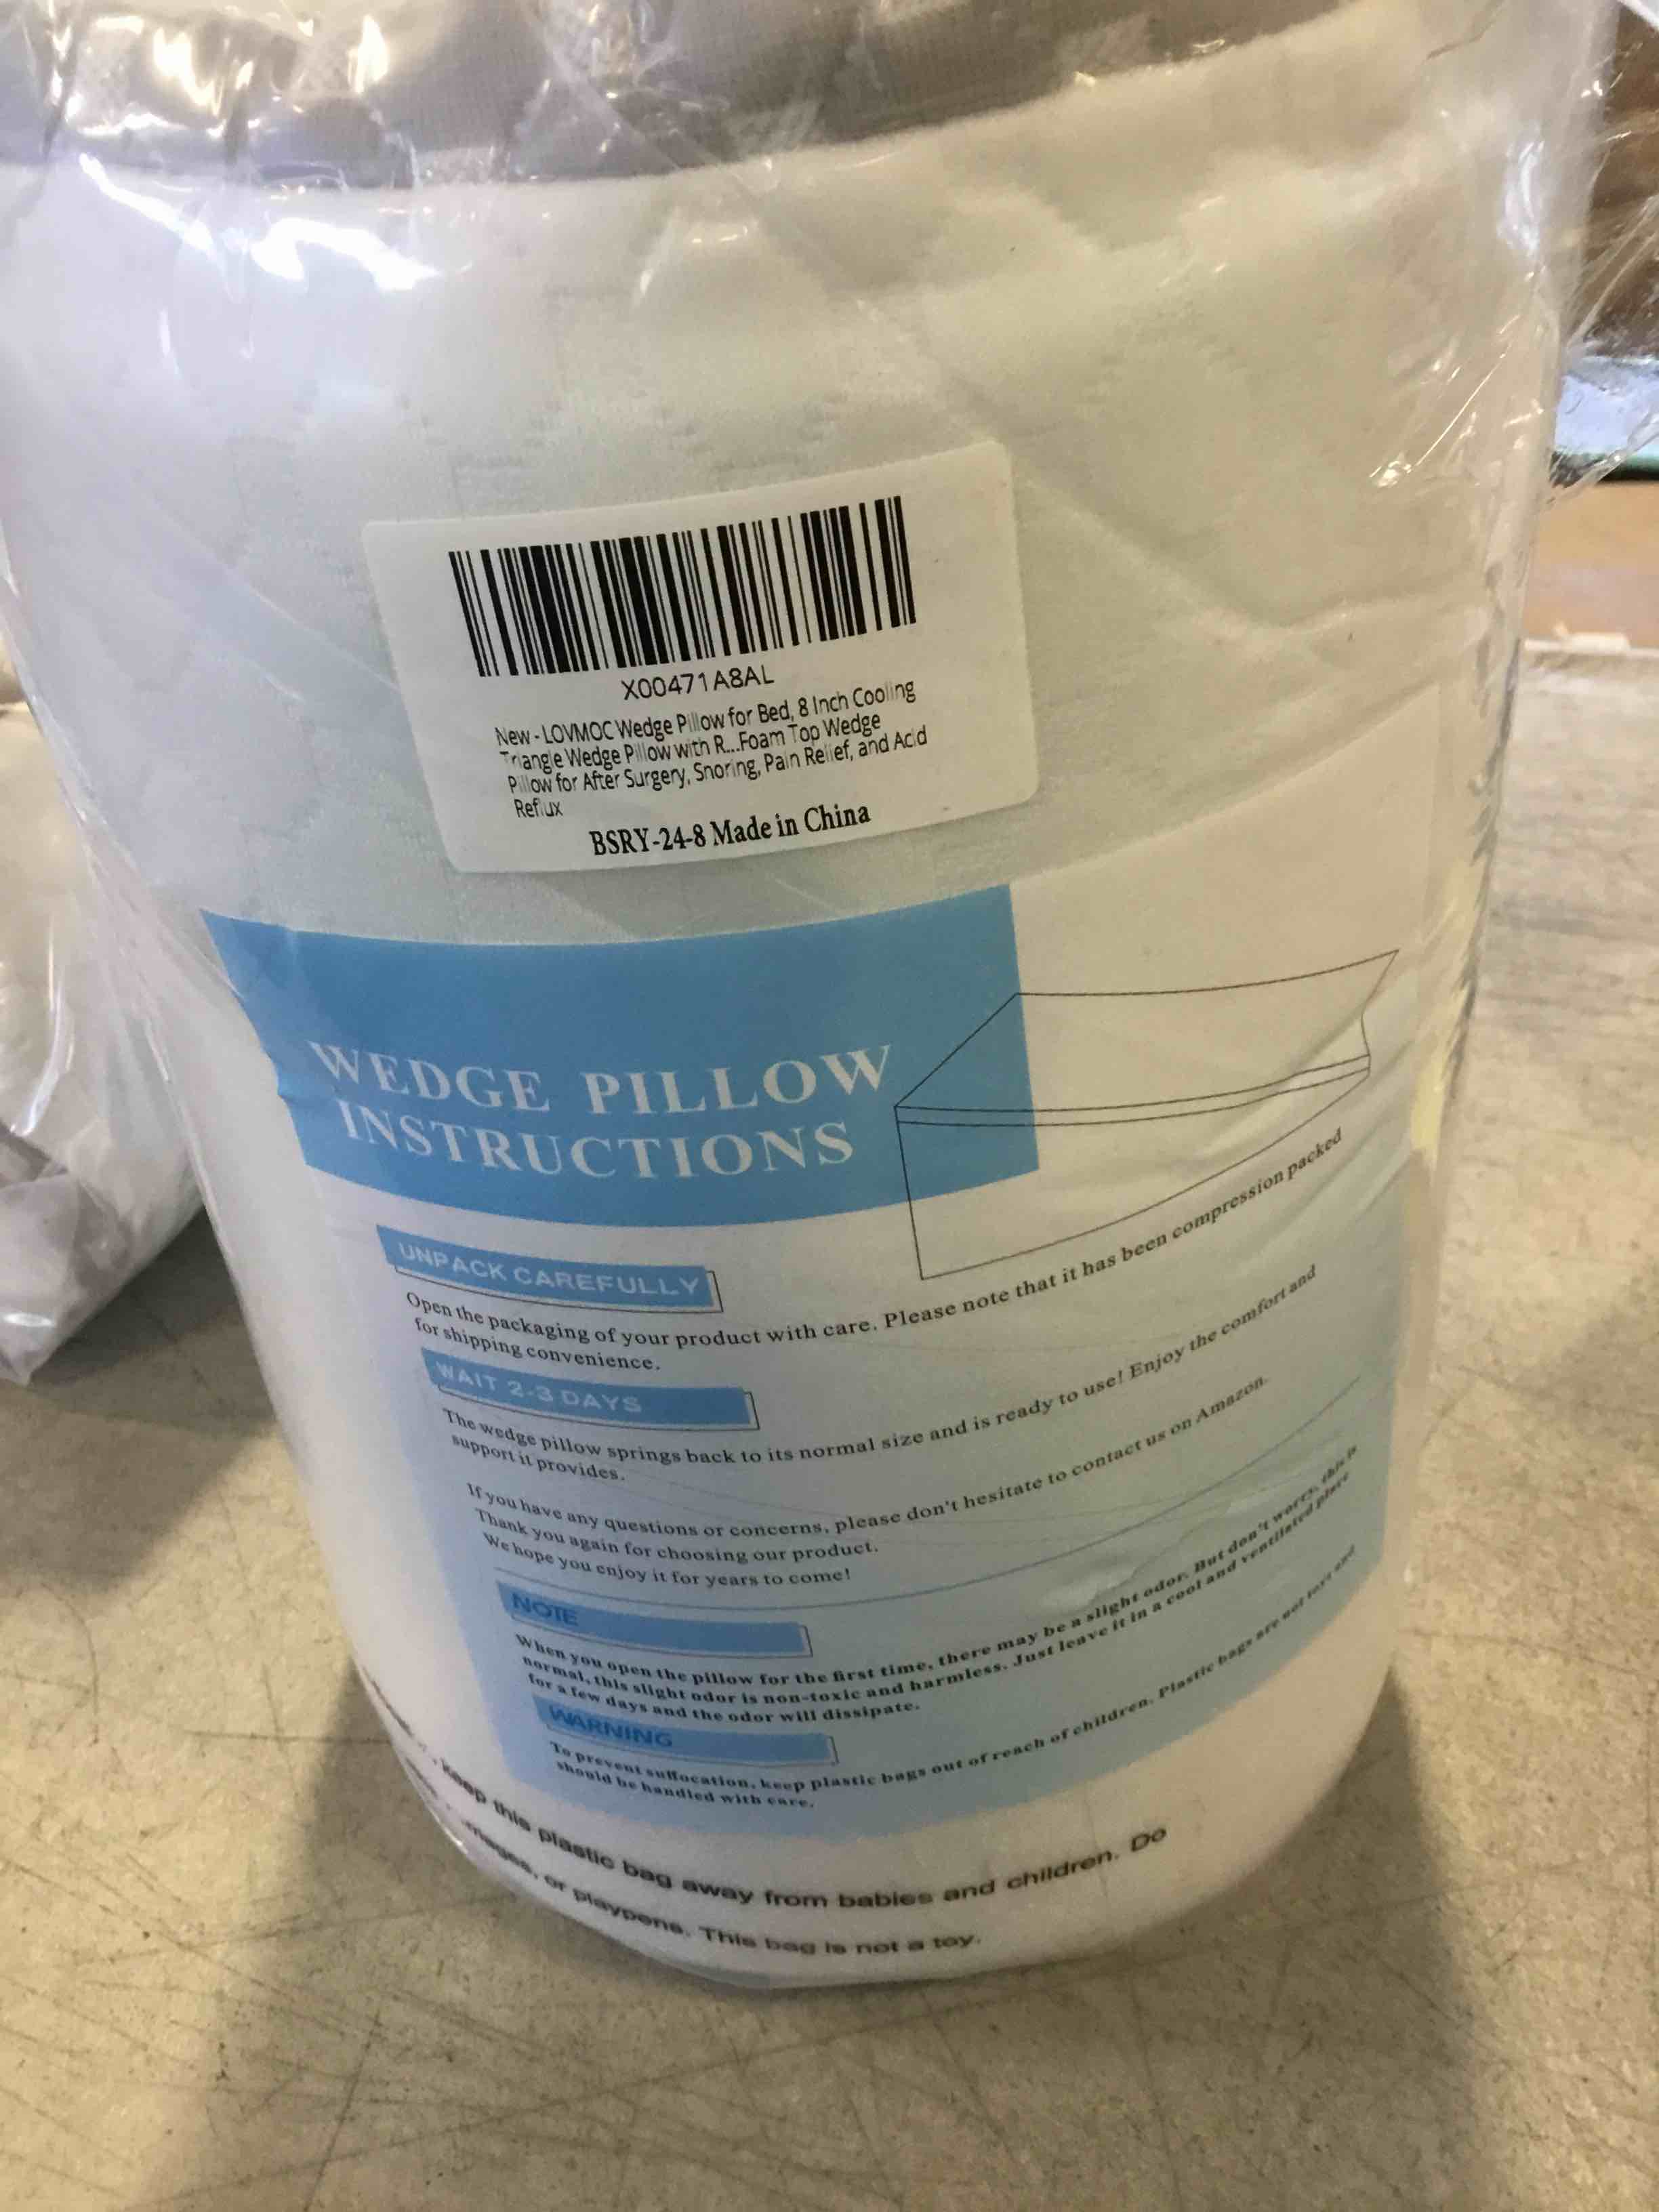 X00471A8AL
New - LOVMOC Wedge Pillow for Bed, 8 Inch Cooling
Triangle Wedge Pillow with R...Foam Top Wedge
Pillow for After Surgery, Snoring, Pain Relief, and Acid
Reflux
BSRY-24-8 Made in China
WEDGE PILLOW
INSTRUCTIONS
UNPACK CAREFULLY
Open the packaging of your product with care. Please note that it has been compression packed
for shipping convenience.
WAIT 2-3 DAYS
The wedge pillow springs back to its normal size and is ready to use! Enjoy the comfort and
support it provides.
If you have any questions or concerns, please don't hesitate to contact us on Amazon.
Thank you again for choosing our product.
We hope you enjoy it for years to come!
NOTE
When you open the pillow for the first time, there may be a slight odor. But don't worry, this is
normal, this slight odor is non-toxic and harmless. Just leave it in a cool and ventilated place
for a few days and the odor will dissipate.
WARNING
To prevent suffocation, keep plastic bags out of reach of children. Plastic bags are not toys and
should be handled with care.
keep this plastic bag away from babies and children. Do
or playpens. This bag is not a toy.